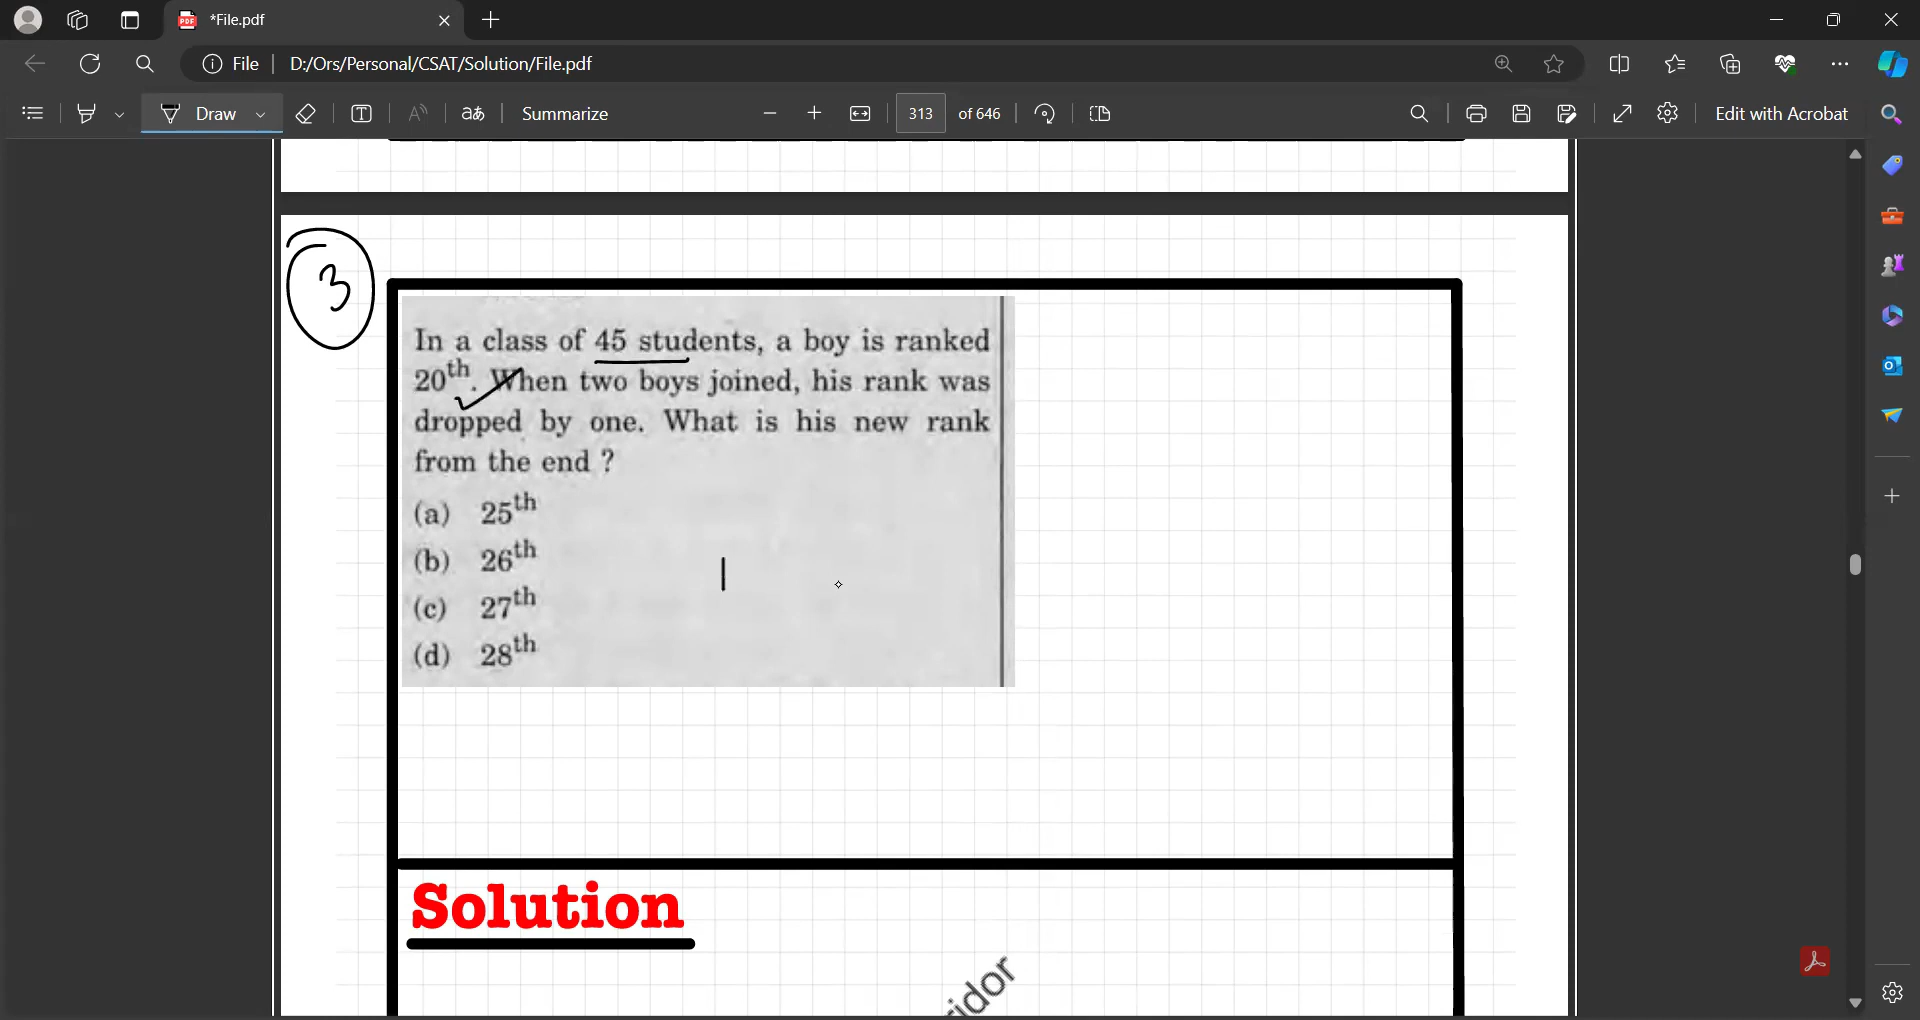 *File.pdf
File
D:/Ors/Personal/CSAT/Solution/File.pdf
Draw
aあ
Summarize
313
of 646
Edit with Acrobat
3
In a class of 45 students, a boy is ranked
20th. When two boys joined, his rank was
dropped by one. What is his new rank
from the end ?
(a) 25th
(b) 26th
(c) 27th
(d) 28th
Solution